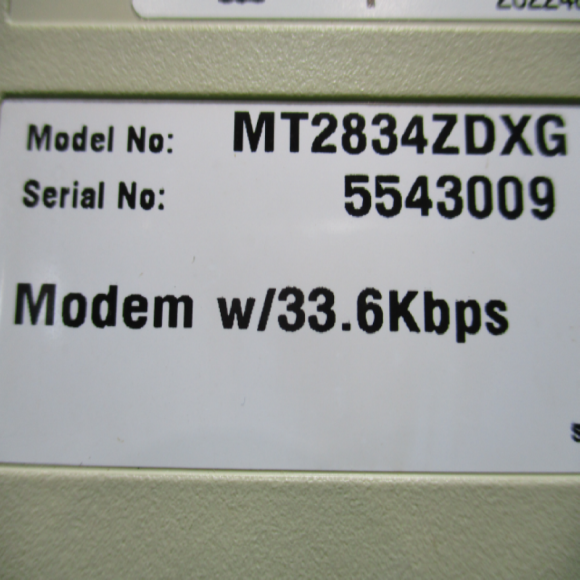 Model No: MT2834ZDXG
Serial No: 5543009
Modem w/33.6Kbps